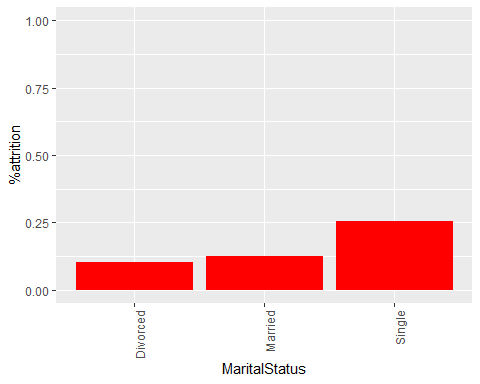 1.00
0.75
0.50
0.25
0.00
%attrition
Divorced
Married
Single
MaritalStatus